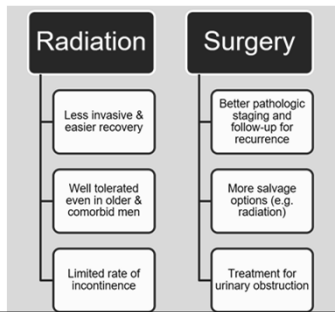 Radiation
Less invasive &
easier recovery
Well tolerated
even in older &
comorbid men
Limited rate of
incontinence
Surgery
Better pathologic
staging and
follow-up for
recurrence
More salvage
options (e.g.
radiation)
Treatment for
urinary obstruction